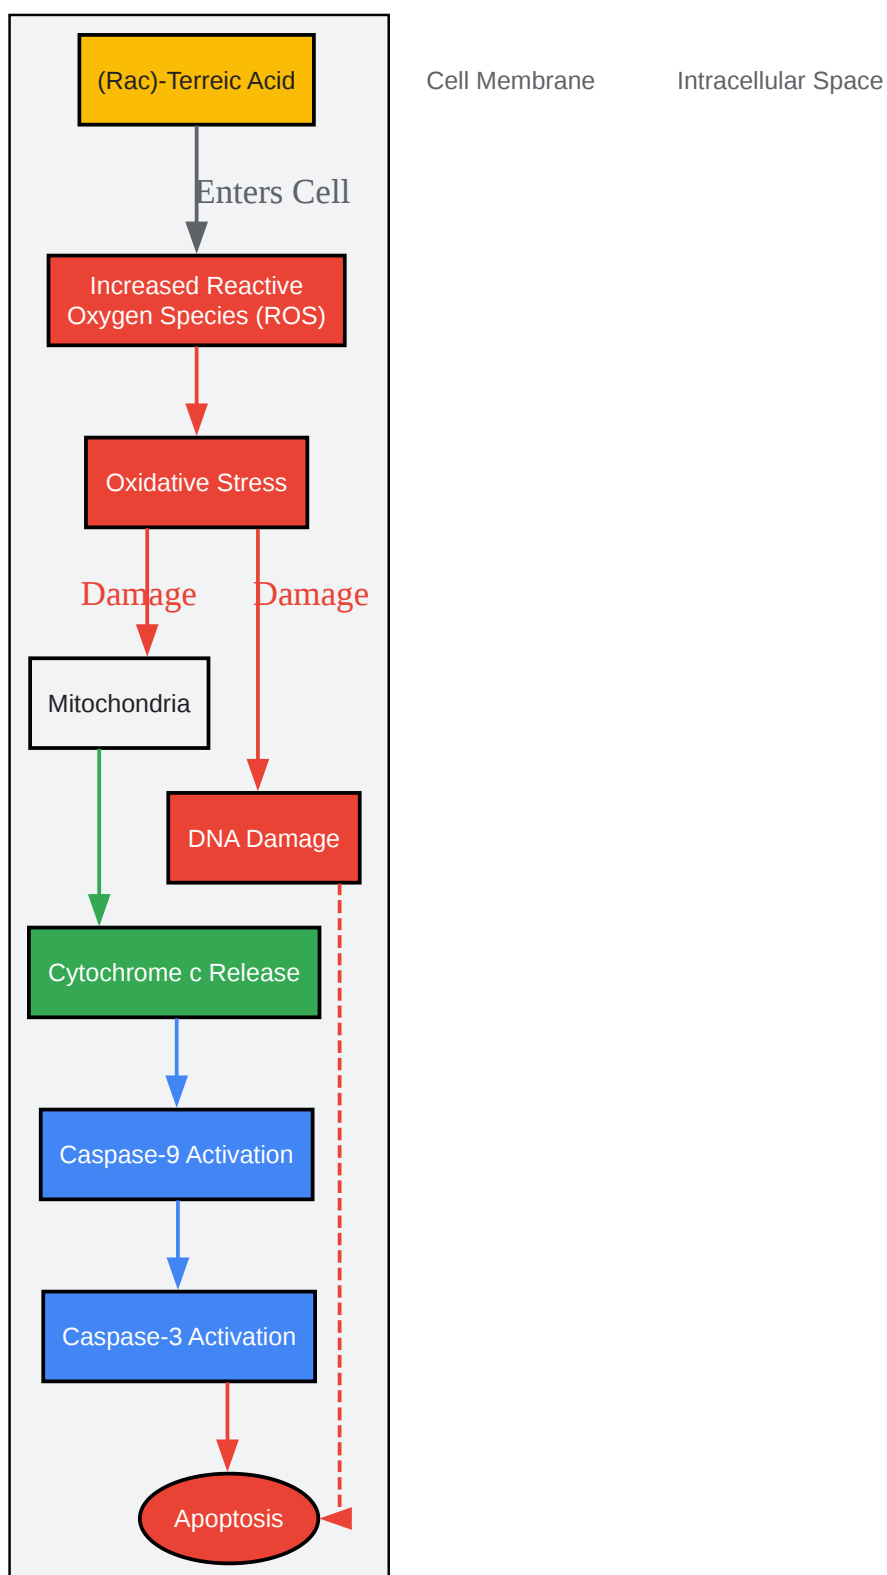 (Rac)-Terreic Acid
Cell Membrane
Intracellular Space
Enters Cell
Increased Reactive
Oxygen Species (ROS)
Oxidative Stress
Damage
Damage
Mitochondria
DNA Damage
Cytochrome c Release
Caspase-9 Activation
Caspase-3 Activation
Apoptosis